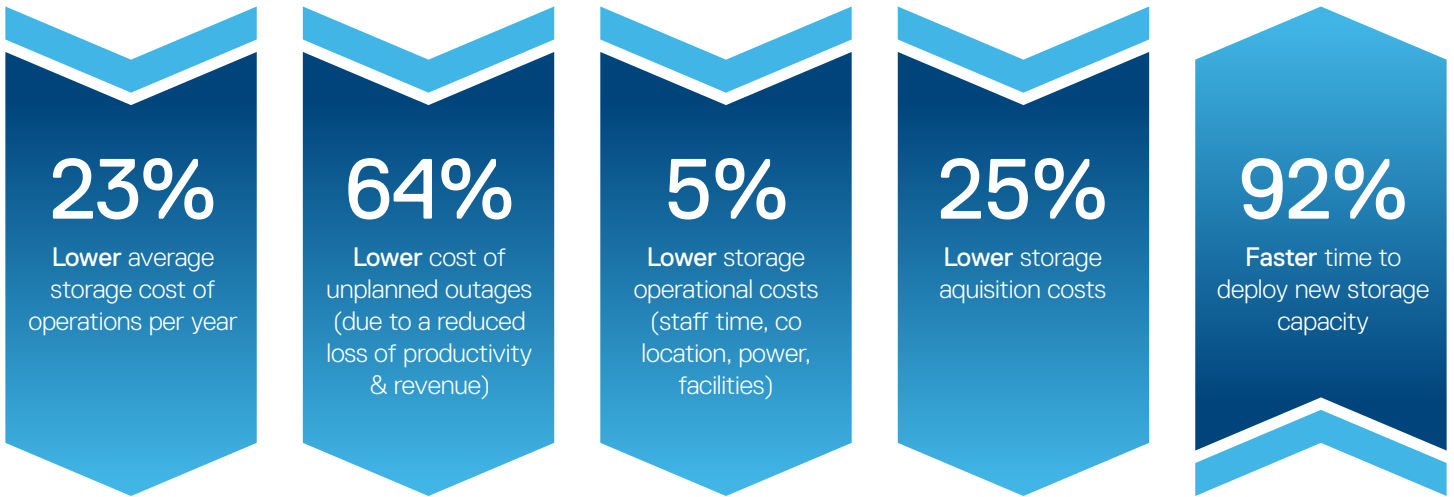 23%
Lower average
storage cost of
operations per year
64%
Lower cost of
unplanned outages
(due to a reduced
loss of productivity
& revenue)
5%
Lower storage
operational costs
(staff time, co
location, power,
facilities)
25%
Lower storage
aquisition costs
92%
Faster time to
deploy new storage
capacity